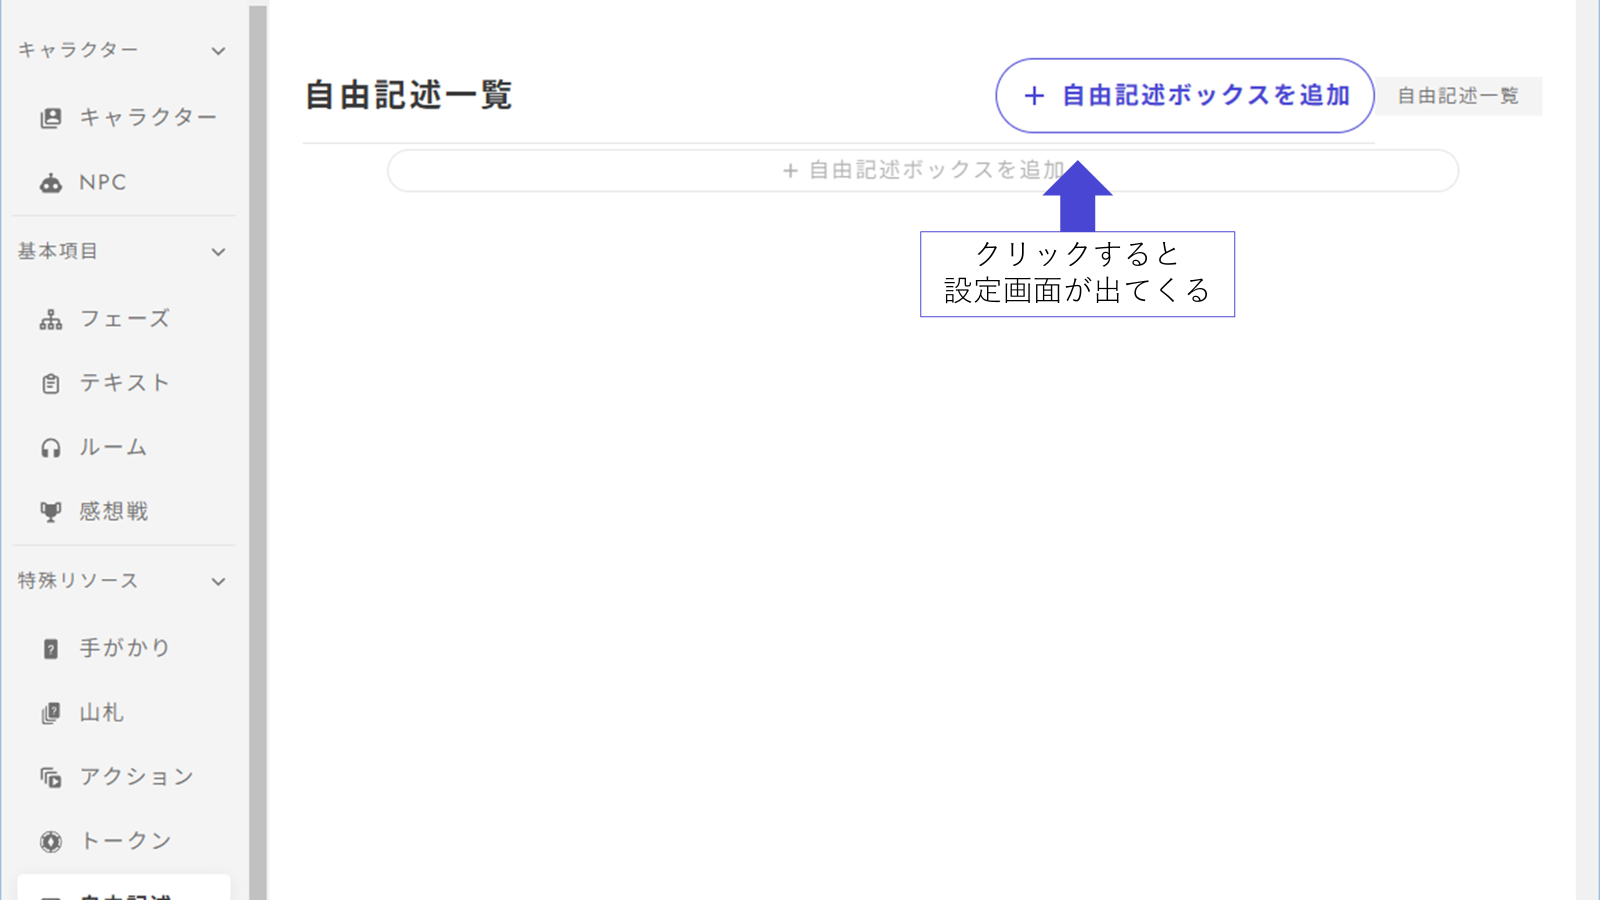 キャラクター
キャラクター
NPC
基本項目
フェーズ
テキスト
ルーム
感想戦
特殊リソース
手がかり
山札
アクション
トークン
自由記述
自由記述一覧
+ 自由記述ボックスを追加
自由記述一覧
+ 自由記述ボックスを追加
クリックすると
設定画面が出てくる